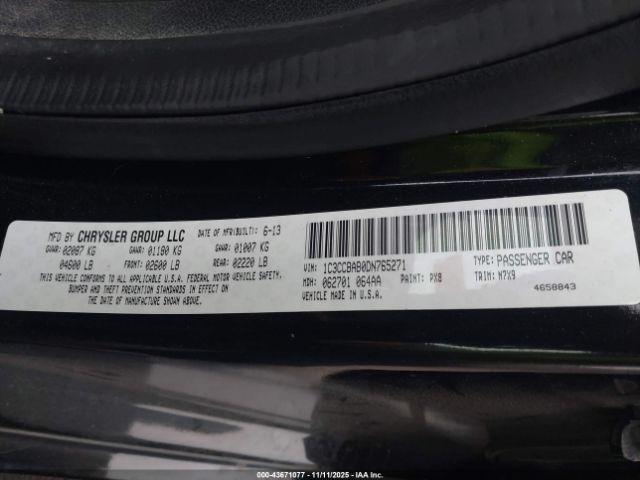 MFD BY CHRYSLER GROUP LLC DATE OF MFR(BUILT): 6-13
GVWR: 02087 KG GAWR: 01180 KG GAWR: 01007 KG
04600 LB FRONT: 02600 LB REAR: 02220 LB
THIS VEHICLE CONFORMS TO ALL APPLICABLE U.S.A. FEDERAL MOTOR VEHICLE SAFETY,
BUMPER AND THEFT PREVENTION STANDARDS IN EFFECT ON
THE DATE OF MANUFACTURE SHOWN ABOVE.
VIN: 1C3CCBAB0DN765271 TYPE: PASSENGER CAR
MDH: 062701 064AA PAINT: PX8 TRIM: M7X9
VEHICLE MADE IN U.S.A. 4658843
000-43671077 - 11/11/2025 - IAAI.com